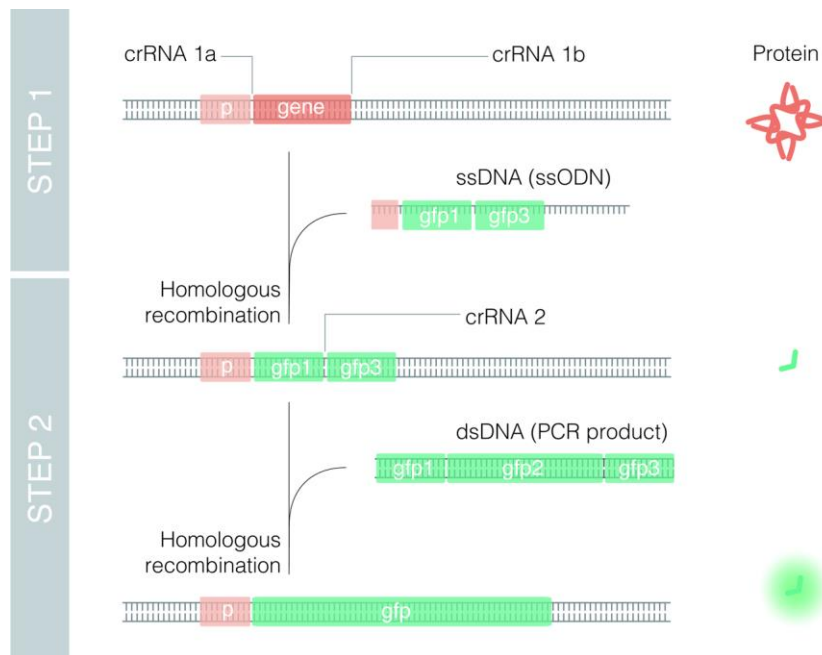 STEP 1
crRNA 1a
crRNA 1b
Protein
p
gene
ssDNA (ssODN)
gfp1
gfp3
Homologous
recombination
STEP 2
crRNA 2
p
gfp1
gfp3
dsDNA (PCR product)
gfp1
gfp2
gfp3
Homologous
recombination
p
gfp